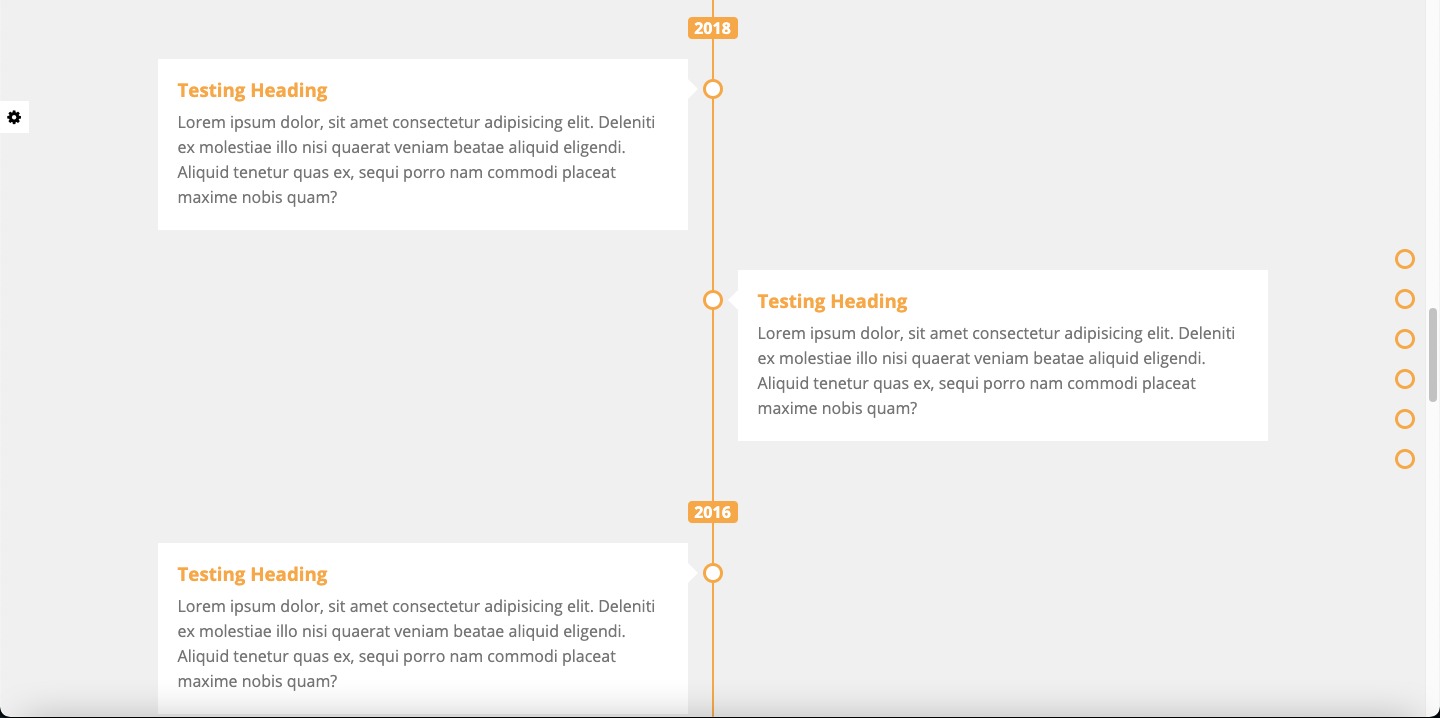 2018
Testing Heading
Lorem ipsum dolor, sit amet consectetur adipisicing elit. Deleniti
ex molestiae illo nisi quaerat veniam beatae aliquid eligendi.
Aliquid tenetur quas ex, sequi porro nam commodi placeat
maxime nobis quam?
Testing Heading
Lorem ipsum dolor, sit amet consectetur adipisicing elit. Deleniti
ex molestiae illo nisi quaerat veniam beatae aliquid eligendi.
Aliquid tenetur quas ex, sequi porro nam commodi placeat
maxime nobis quam?
2016
Testing Heading
Lorem ipsum dolor, sit amet consectetur adipisicing elit. Deleniti
ex molestiae illo nisi quaerat veniam beatae aliquid eligendi.
Aliquid tenetur quas ex, sequi porro nam commodi placeat
maxime nobis quam?